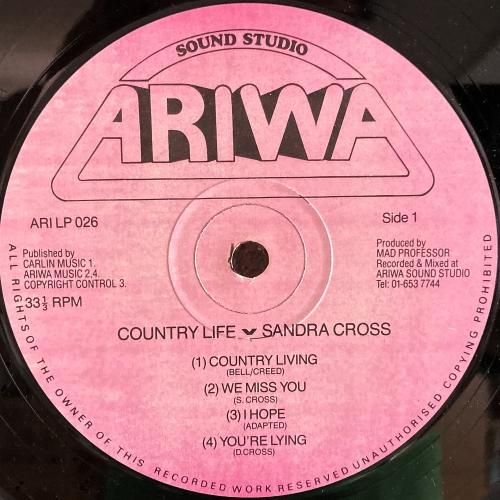 SOUND STUDIO
ARIWA
ARI LP 026
Side 1
Published by
CARLIN MUSIC 1.
ARIWA MUSIC 2,4.
COPYRIGHT CONTROL 3.
33⅓ RPM
Produced by
MAD PROFESSOR
Recorded & Mixed at
ARIWA SOUND STUDIO
Tel: 01-653 7744
COUNTRY LIFE SANDRA CROSS
(1) COUNTRY LIVING
(BELL/CREED)
(2) WE MISS YOU
(S. CROSS)
(3) I HOPE
(ADAPTED)
(4) YOU'RE LYING
(D.CROSS)
ALL RIGHTS OF THE OWNER OF THIS RECORDED WORK RESERVED UNAUTHORISED COPYING PROHIBITED